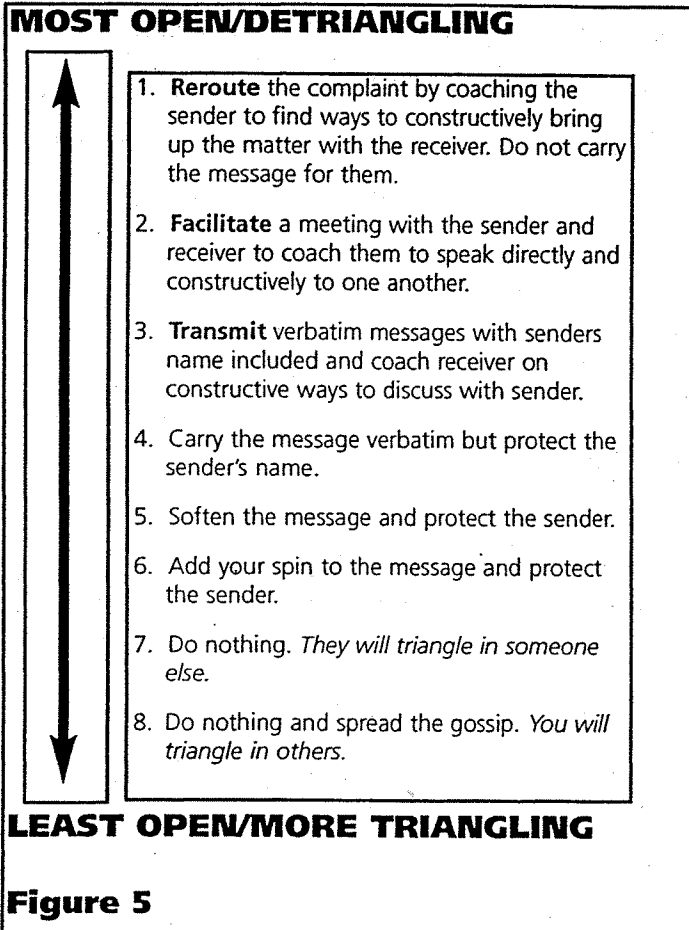 MOST OPEN/DETRIANGLING
1. Reroute the complaint by coaching the
sender to find ways to constructively bring
up the matter with the receiver. Do not carry
the message for them.
2. Facilitate a meeting with the sender and
receiver to coach them to speak directly and
constructively to one another.
3. Transmit verbatim messages with senders
name included and coach receiver on
constructive ways to discuss with sender.
4. Carry the message verbatim but protect the
sender's name.
5. Soften the message and protect the sender.
6. Add your spin to the message and protect
the sender.
7. Do nothing. They will triangle in someone
else.
8. Do nothing and spread the gossip. You will
triangle in others.
LEAST OPEN/MORE TRIANGLING
Figure 5